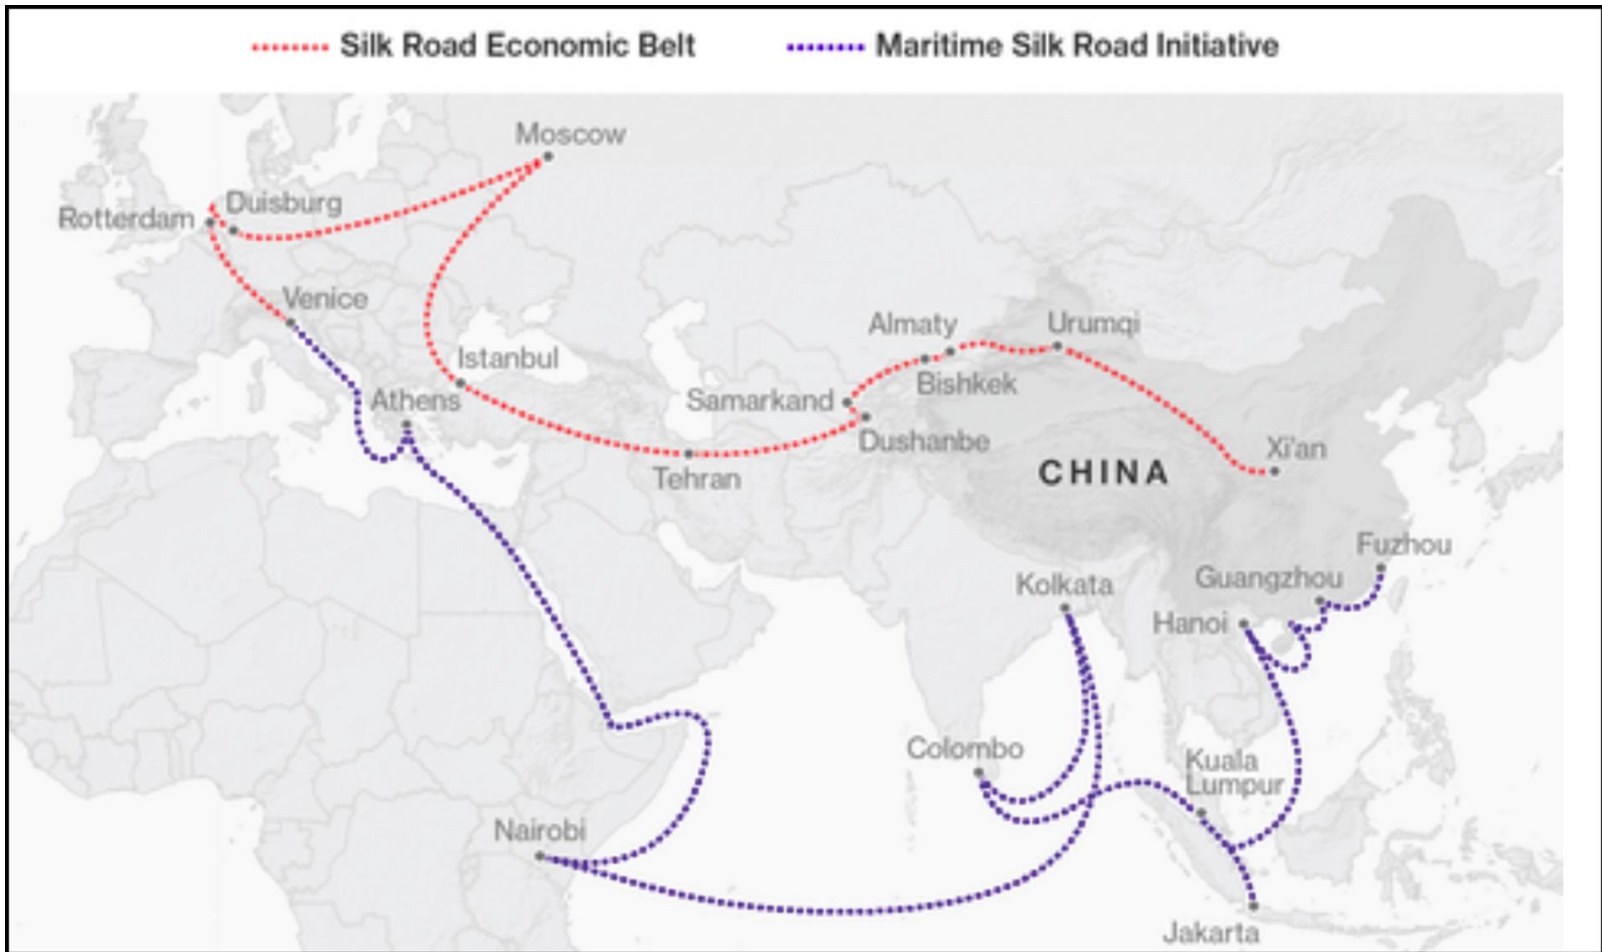 Silk Road Economic Belt
Maritime Silk Road Initiative
Moscow
Duisburg
Rotterdam
Venice
Almaty
Urumqi
Istanbul
Bishkek
Athens
Samarkand
Dushanbe
Xi'an
Tehran
CHINA
Fuzhou
Kolkata
Guangzhou
Hanoi
Colombo
Kuala
Lumpur
Nairobi
Jakarta